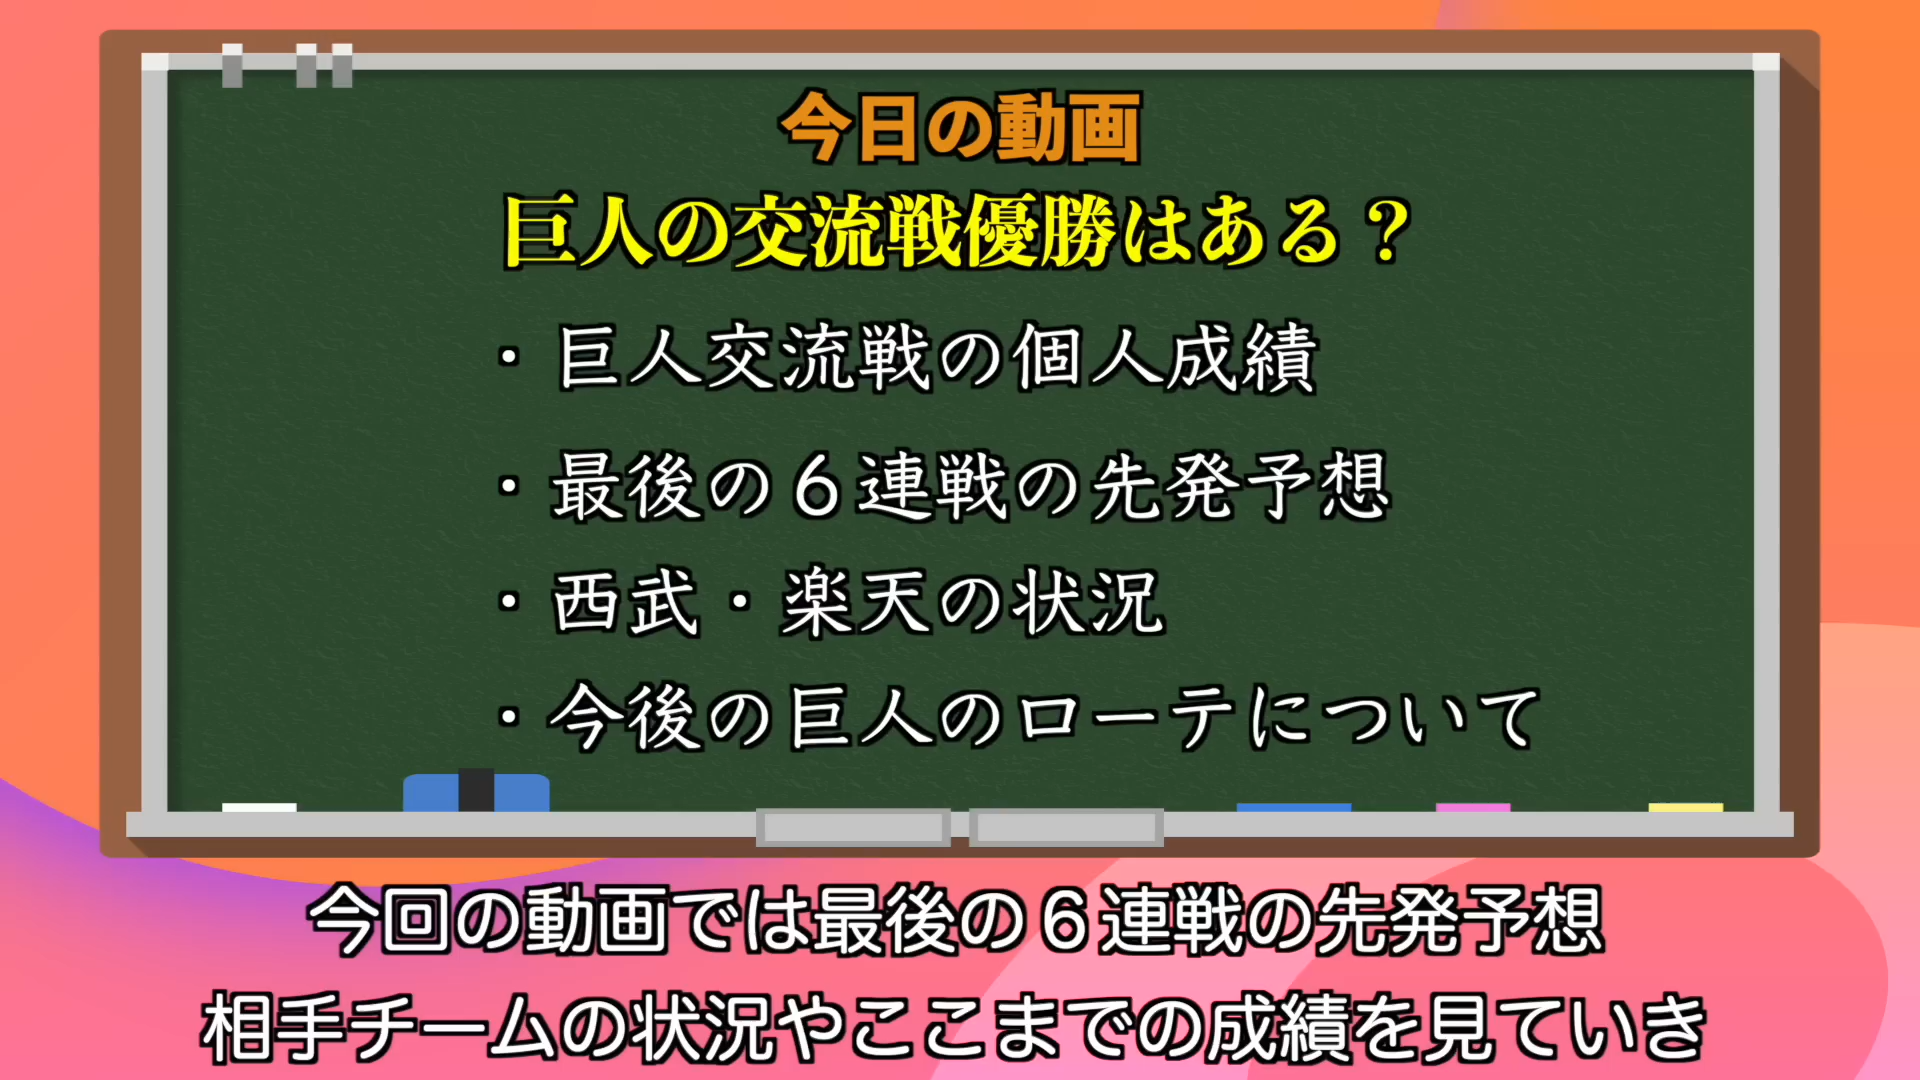 今日の動画
巨人の交流戦優勝はある？
・巨人交流戦の個人成績
・最後の６連戦の先発予想
・西武・楽天の状況
・今後の巨人のローテについて
今回の動画では最後の６連戦の先発予想
相手チームの状況やここまでの成績を見ていき